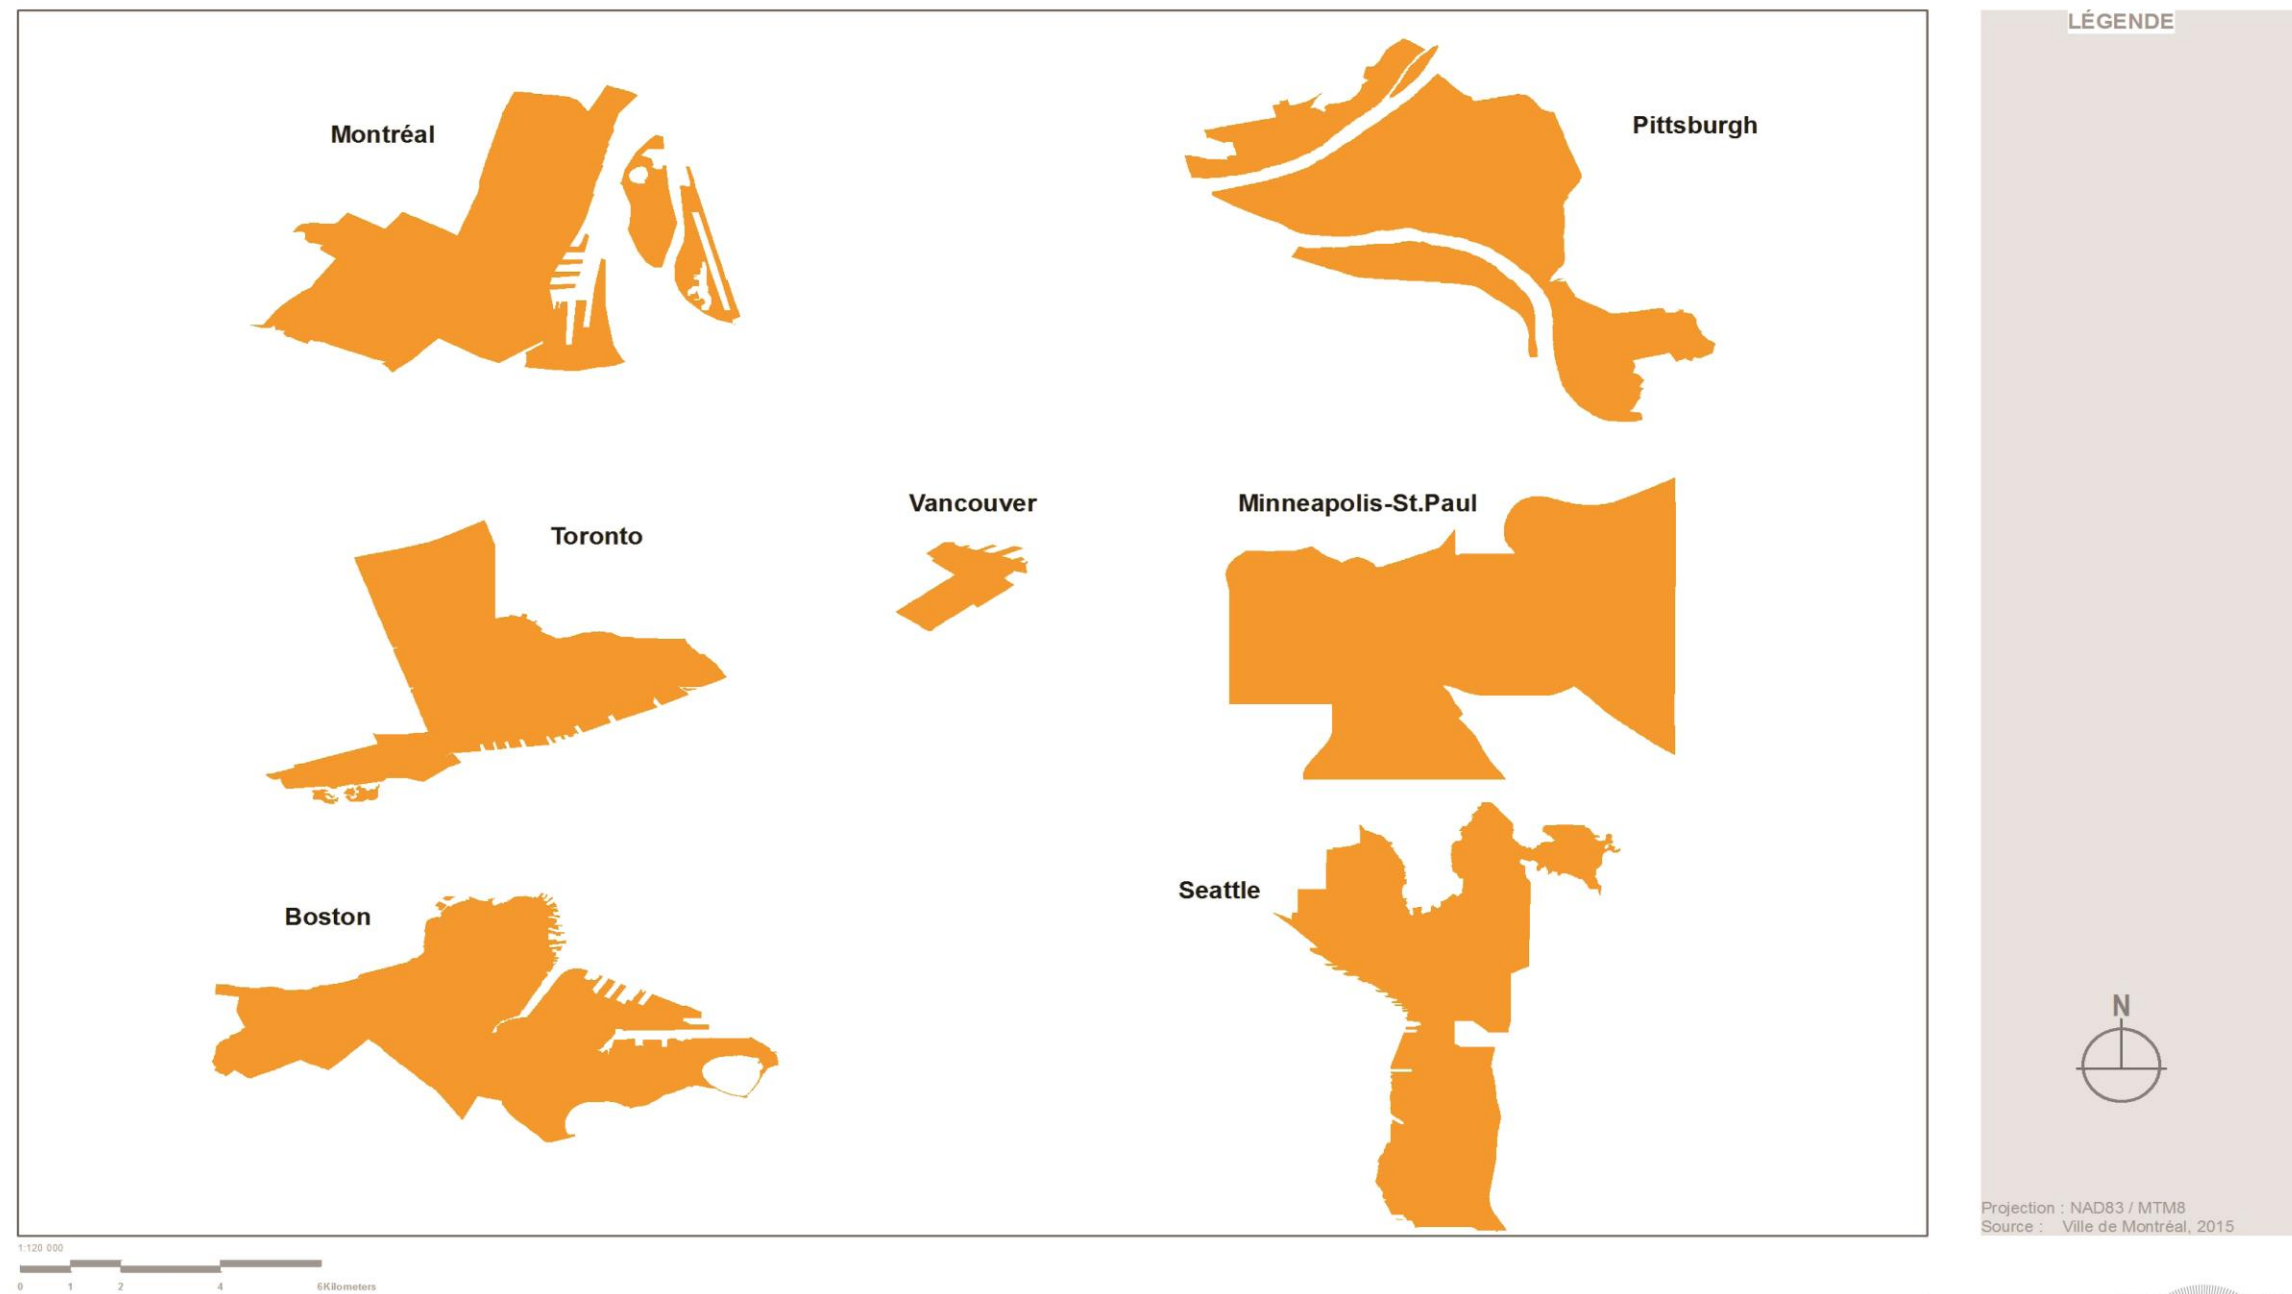 LÉGENDE
Montréal
Pittsburgh
Vancouver
Minneapolis-St.Paul
Toronto
Seattle
Boston
N
Projection : NAD83 / MTM8
Source : Ville de Montréal, 2015
1:120 000
0 1 2 4 6Kilometers